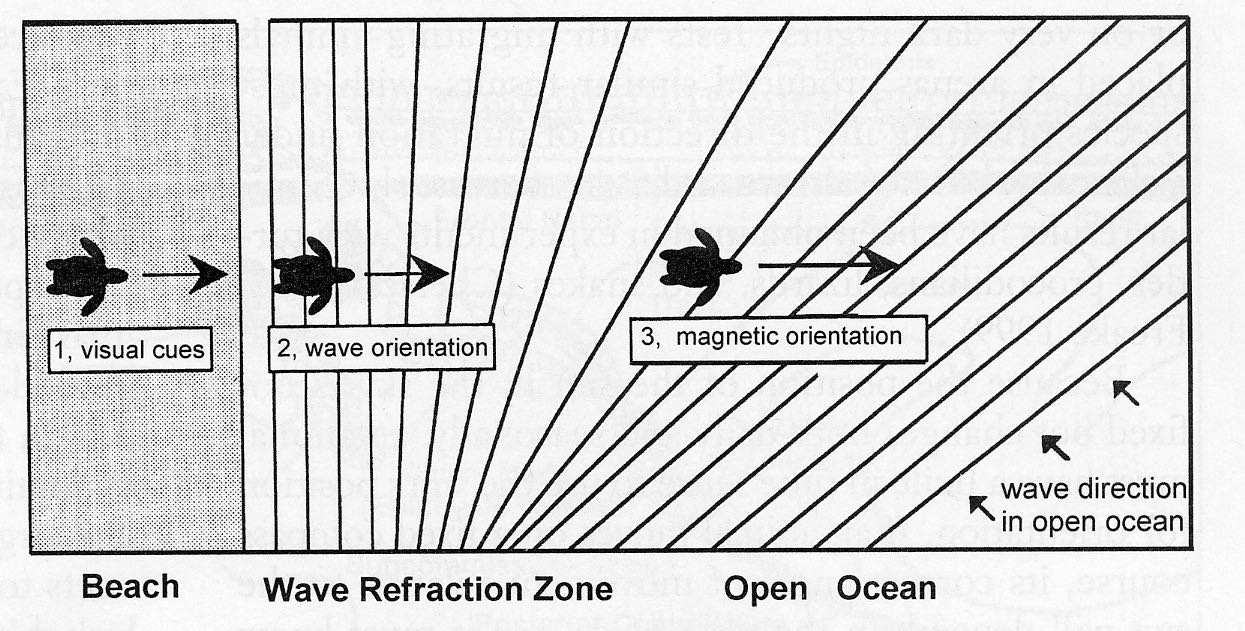 1, visual cues
2, wave orientation
3, magnetic orientation
wave direction
in open ocean
Beach
Wave Refraction Zone
Open Ocean